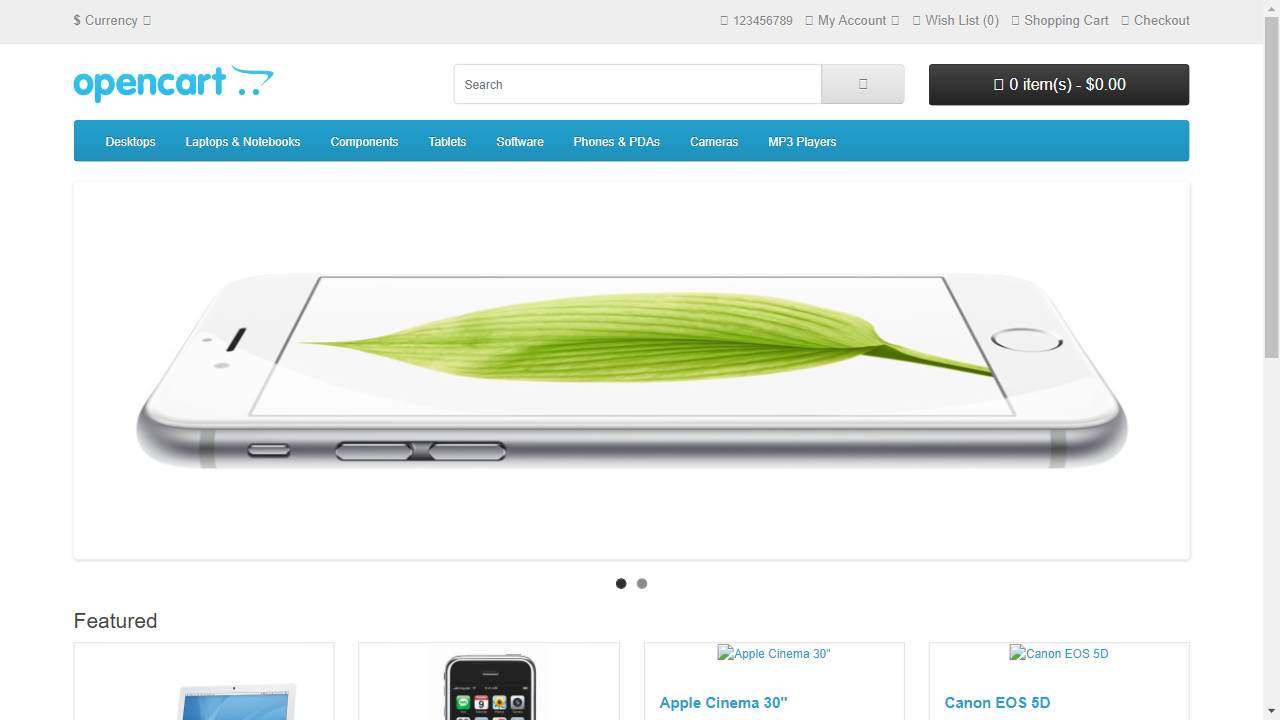 $ Currency
123456789 My Account Wish List (0) Shopping Cart Checkout
opencart
Search
0 item(s) - $0.00
Desktops Laptops & Notebooks Components Tablets Software Phones & PDAs Cameras MP3 Players
Featured
Apple Cinema 30"
Canon EOS 5D
Apple Cinema 30"
Canon EOS 5D